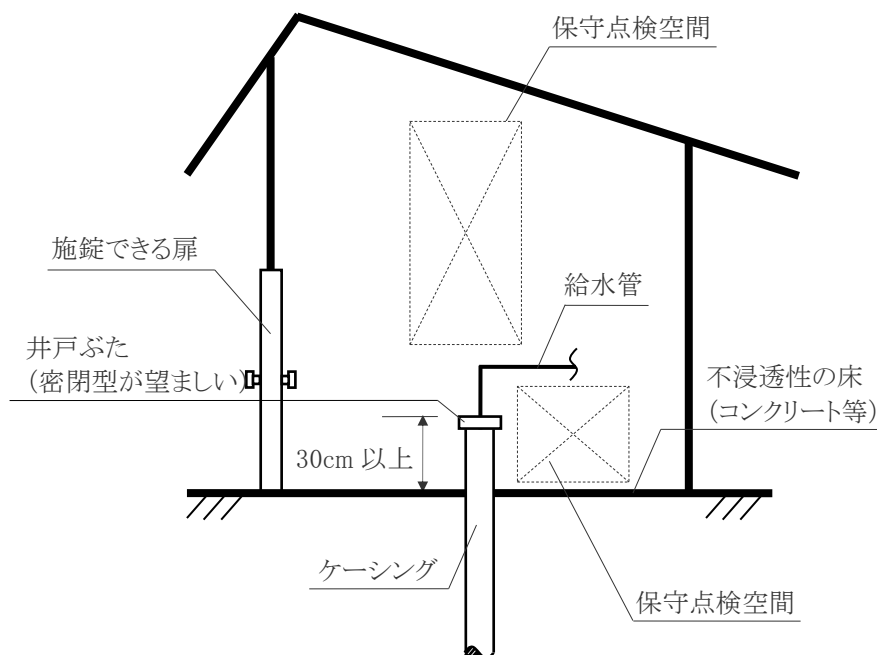 保守点検空間
施錠できる扉
給水管
井戸ぶた
（密閉型が望ましい）
不浸透性の床
（コンクリート等）
30cm 以上
ケーシング
保守点検空間